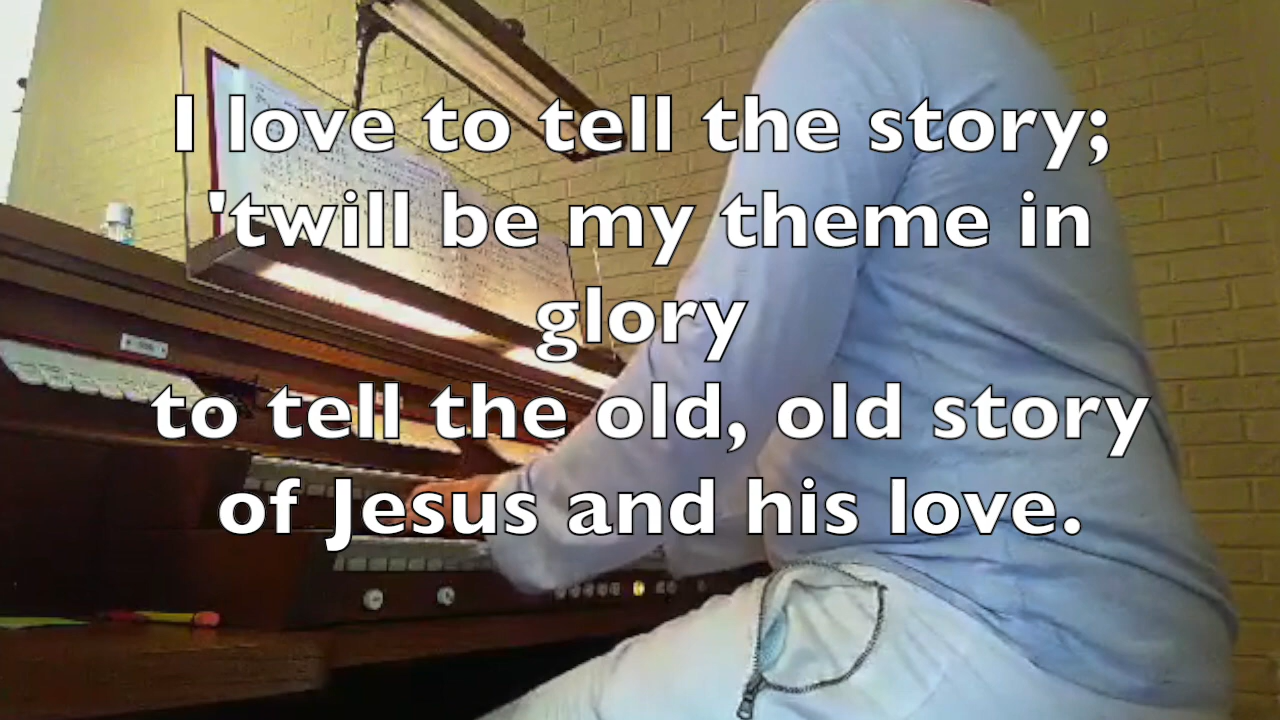 I love to tell the story;
'twill be my theme in
glory
to tell the old, old story
of Jesus and his love.